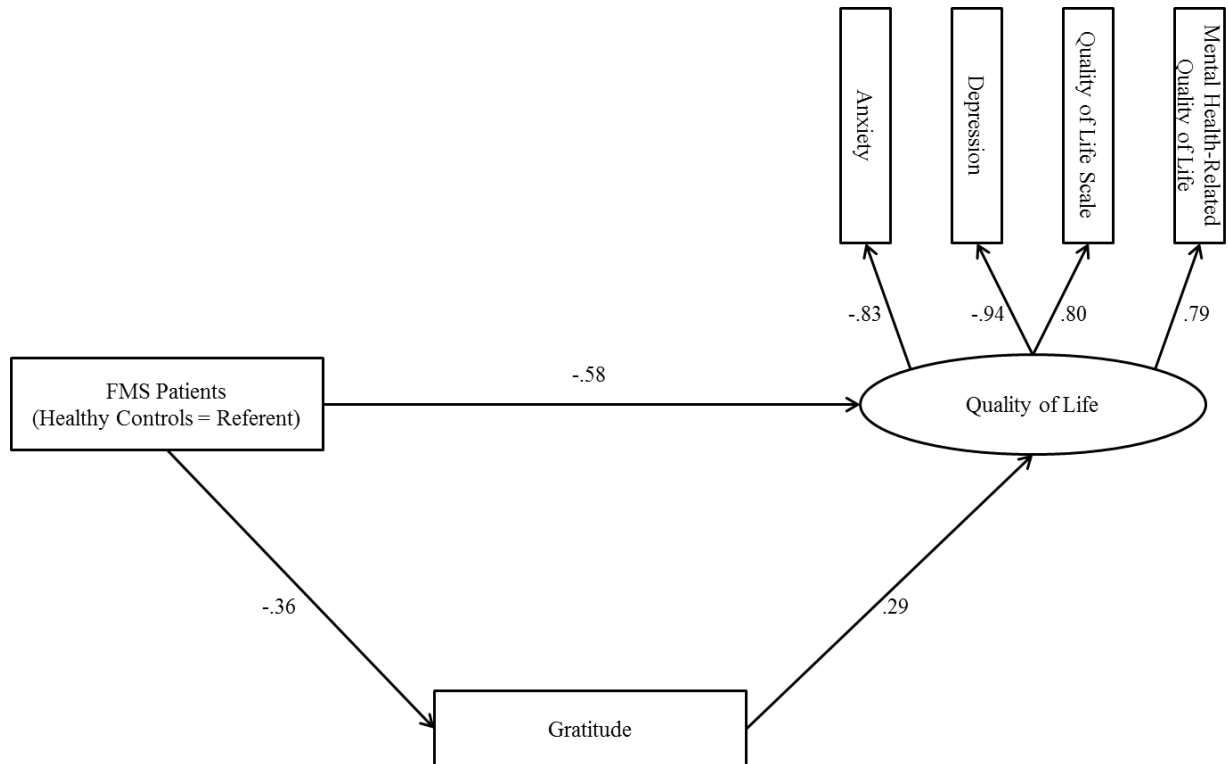 Anxiety
Depression
Quality of Life Scale
Mental Health-Related
Quality of Life
-.83
-.94
.80
.79
FMS Patients
(Healthy Controls = Referent)
-.58
Quality of Life
-.36
.29
Gratitude